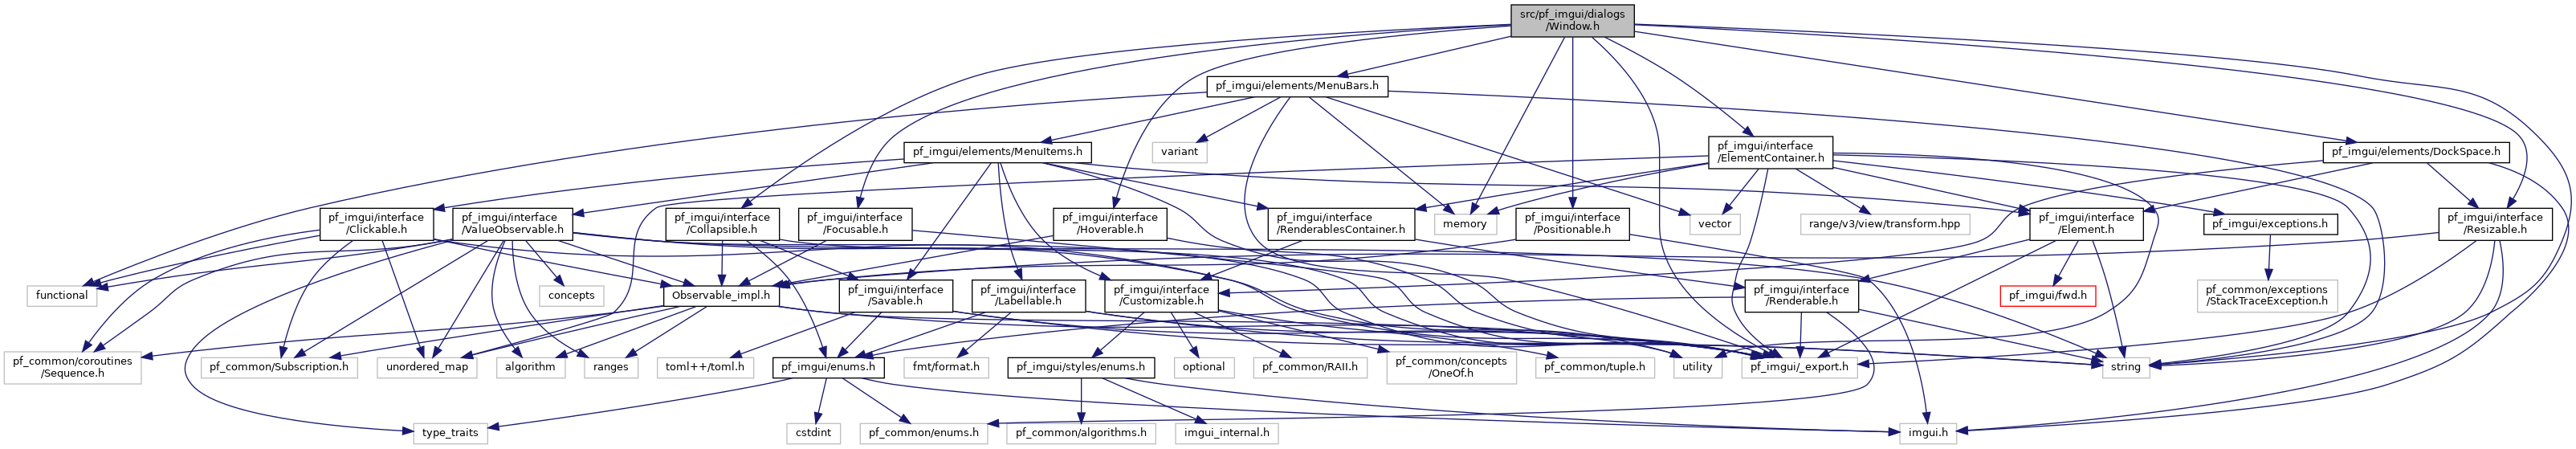 src/pf_imgui/dialogs
/Window.h
pf_imgui/elements/MenuBars.h
pf_imgui/elements/MenuItems.h
variant
pf_imgui/interface
/ElementContainer.h
pf_imgui/elements/DockSpace.h
pf_imgui/interface
/Clickable.h
pf_imgui/interface
/ValueObservable.h
pf_imgui/interface
/Collapsible.h
pf_imgui/interface
/Focusable.h
pf_imgui/interface
/Hoverable.h
pf_imgui/interface
/RenderablesContainer.h
memory
pf_imgui/interface
/Positionable.h
vector
range/v3/view/transform.hpp
pf_imgui/interface
/Element.h
pf_imgui/exceptions.h
pf_imgui/interface
/Resizable.h
functional
concepts
Observable_impl.h
pf_imgui/interface
/Savable.h
pf_imgui/interface
/Labellable.h
pf_imgui/interface
/Customizable.h
pf_imgui/interface
/Renderable.h
pf_imgui/fwd.h
pf_common/exceptions
/StackTraceException.h
pf_common/coroutines
/Sequence.h
pf_common/Subscription.h
unordered_map
algorithm
ranges
toml++/toml.h
pf_imgui/enums.h
fmt/format.h
pf_imgui/styles/enums.h
optional
pf_common/RAII.h
pf_common/concepts
/OneOf.h
pf_common/tuple.h
utility
pf_imgui/_export.h
string
type_traits
cstdint
pf_common/enums.h
pf_common/algorithms.h
imgui_internal.h
imgui.h